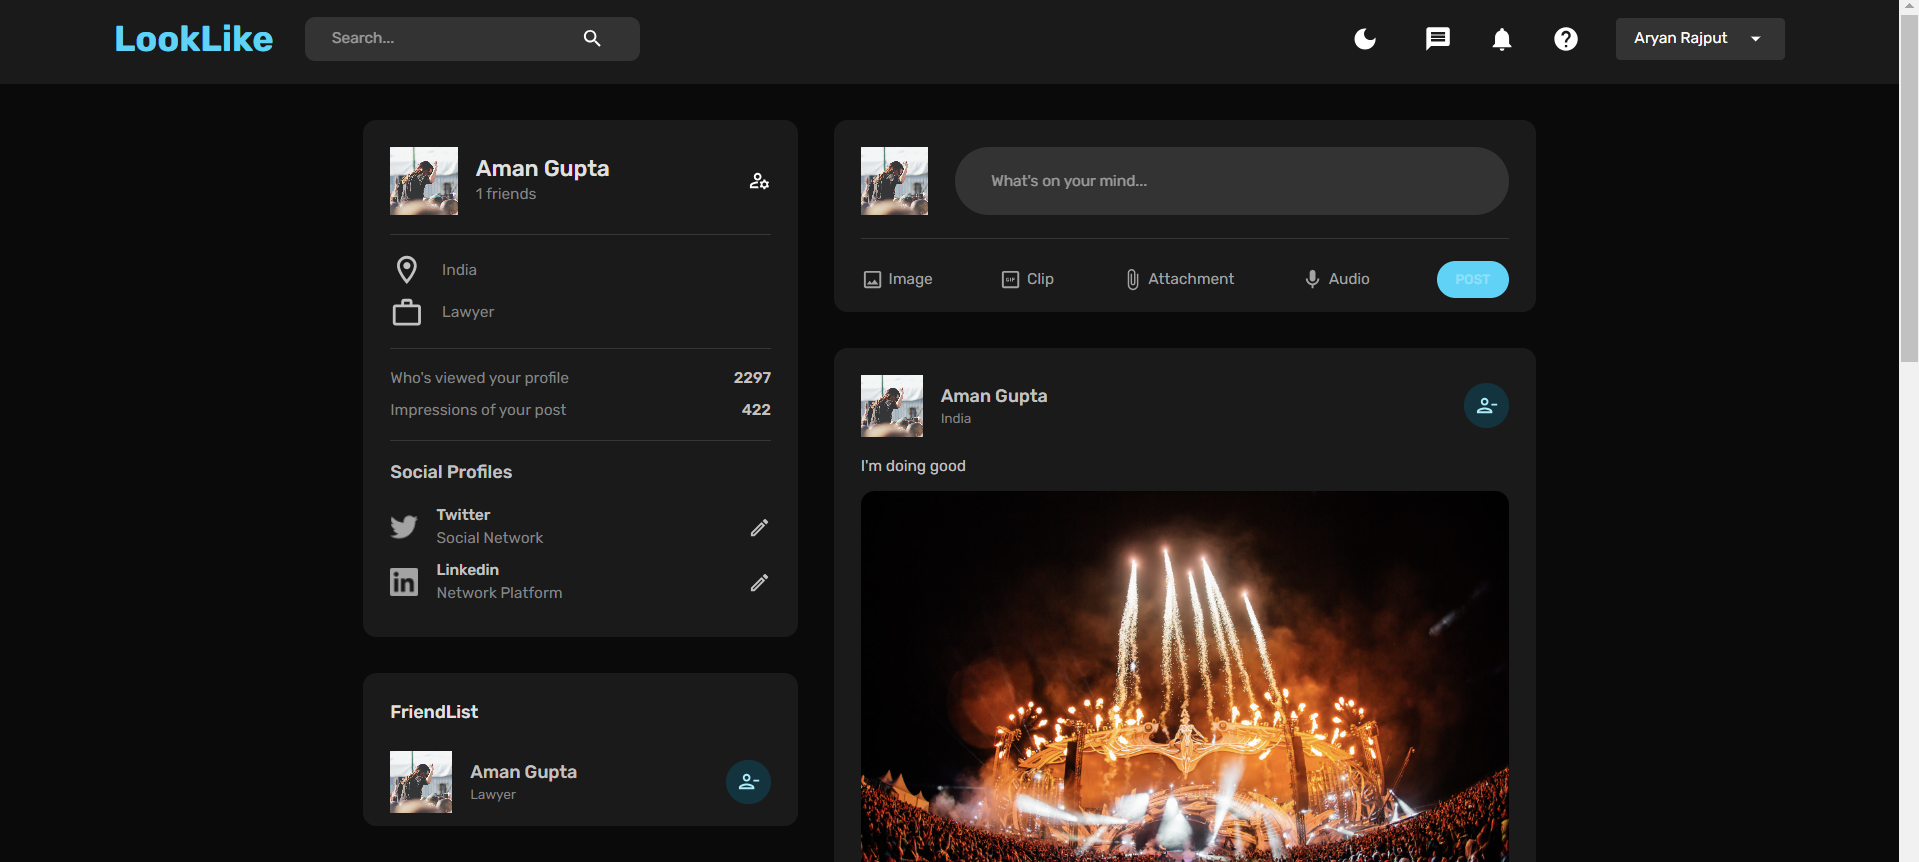 LookLike
Search...
Aryan Rajput
Aman Gupta
1 friends
India
Lawyer
Who's viewed your profile 2297
Impressions of your post 422
Social Profiles
Twitter
Social Network
Linkedin
Network Platform
FriendList
Aman Gupta
Lawyer
What's on your mind...
Image GIF Clip Attachment Audio POST
Aman Gupta
India
I'm doing good